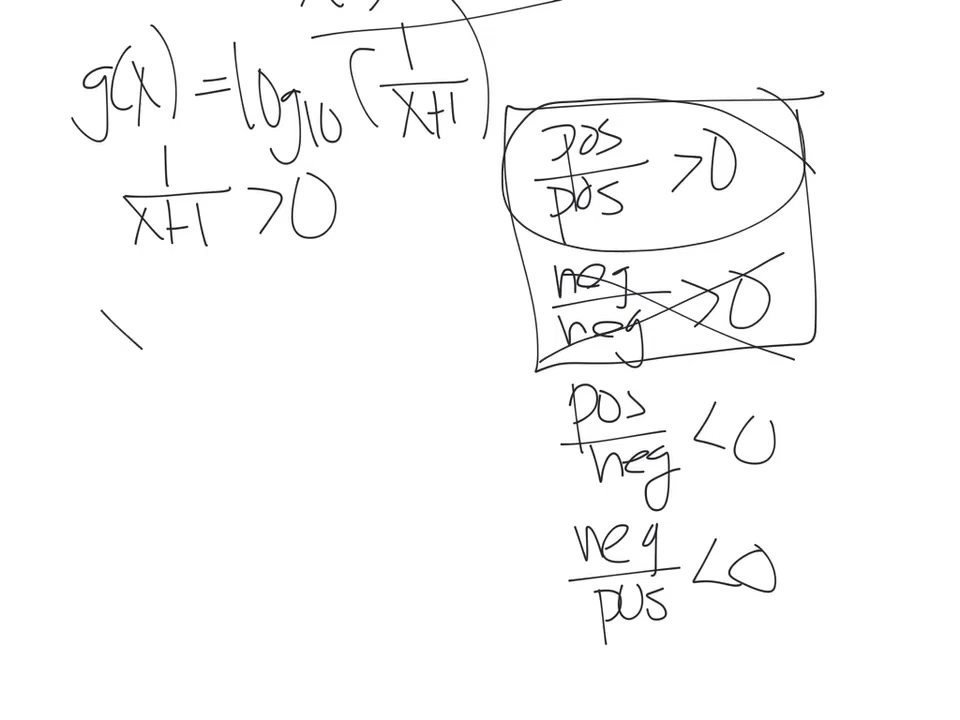 g(x) = log10 (1/(x+1))
1/(x+1) > 0
pos/pos > 0
neg/neg > 0
pos/neg < 0
neg/pos < 0